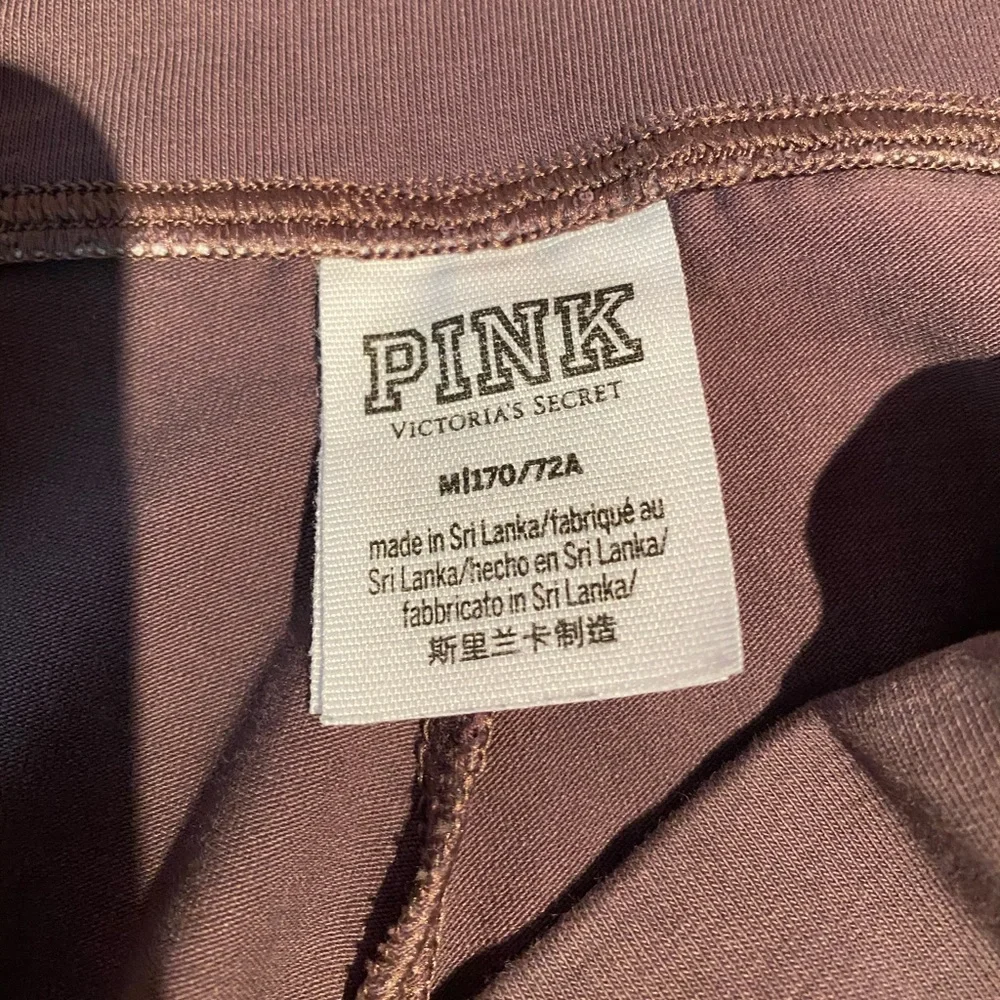 PINK
VICTORIA'S SECRET
M|170/72A
made in Sri Lanka/fabriqué au
Sri Lanka/hecho en Sri Lanka/
fabbricato in Sri Lanka/
斯里兰卡制造